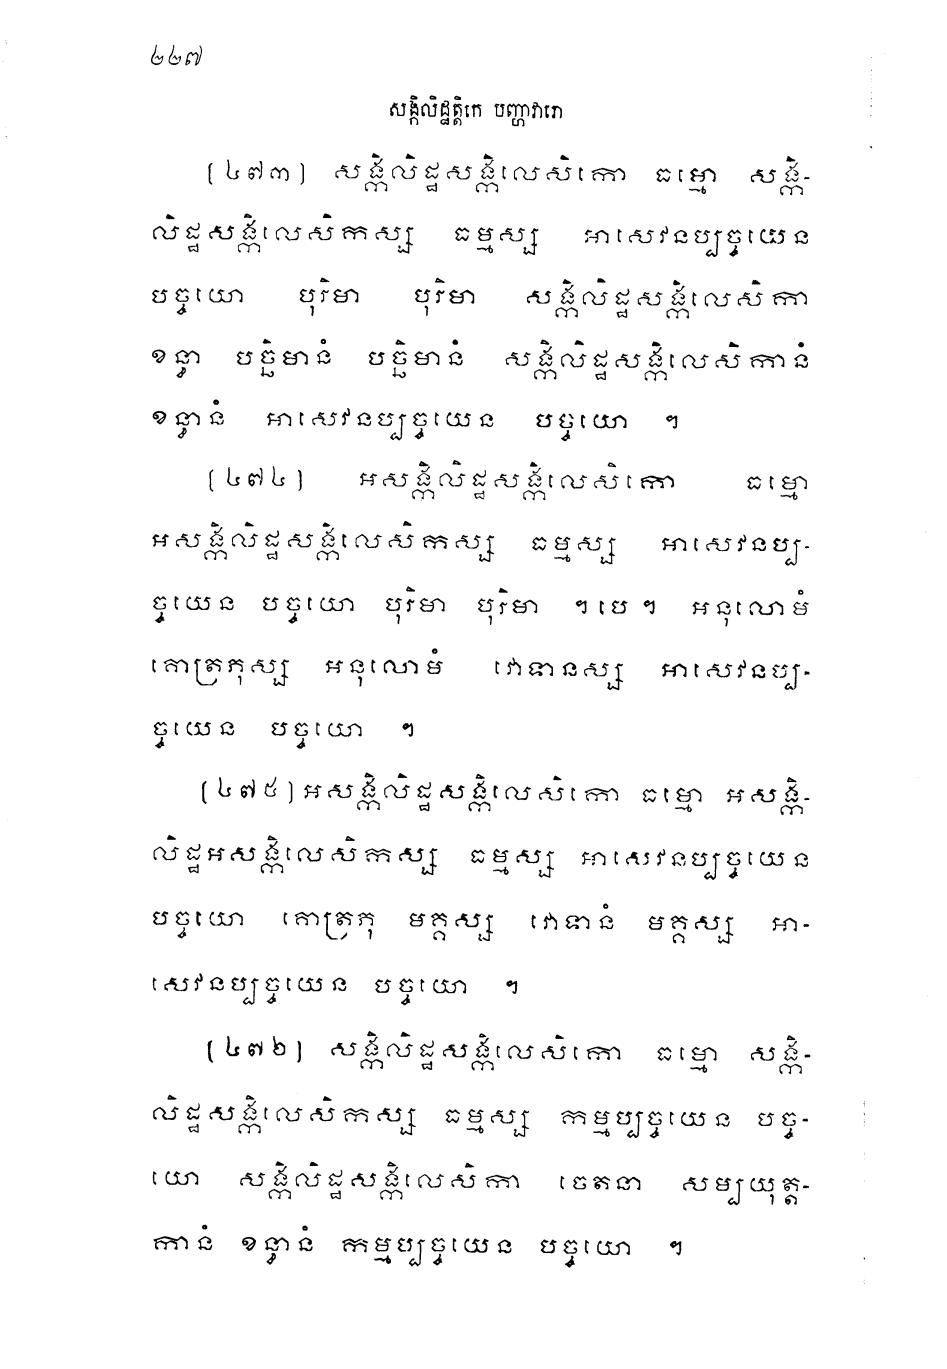 ២២៧
សង្កិលិដ្ឋត្តិកេ បញ្ហាវារោ
(៤៧៣) សង្កិលិដ្ឋសង្កិលេសិកោ ធម្មោ សង្កិ-
លិដ្ឋសង្កិលេសិកស្ស ធម្មស្ស អាសេវនប្បច្ចយេន
បច្ចយោ បុរិមា បុរិមា សង្កិលិដ្ឋសង្កិលេសិកា
ខន្ធា បច្ឆិមានំ បច្ឆិមានំ សង្កិលិដ្ឋសង្កិលេសិកានំ
ខន្ធានំ អាសេវនប្បច្ចយេន បច្ចយោ ។
(៤៧៤) អសង្កិលិដ្ឋសង្កិលេសិកោ ធម្មោ
អសង្កិលិដ្ឋសង្កិលេសិកស្ស ធម្មស្ស អាសេវនប្ប-
ច្ចយេន បច្ចយោ បុរិមា បុរិមា ។បេ។ អនុលោមំ
គោត្រភុស្ស អនុលោមំ វោទានស្ស អាសេវនប្ប-
ច្ចយេន បច្ចយោ ។
(៤៧៥) អសង្កិលិដ្ឋសង្កិលេសិកោ ធម្មោ អសង្កិ-
លិដ្ឋអសង្កិលេសិកស្ស ធម្មស្ស អាសេវនប្បច្ចយេន
បច្ចយោ គោត្រភុ មគ្គស្ស វោទានំ មគ្គស្ស អា-
សេវនប្បច្ចយេន បច្ចយោ ។
(៤៧៦) សង្កិលិដ្ឋសង្កិលេសិកោ ធម្មោ សង្កិ-
លិដ្ឋសង្កិលេសិកស្ស ធម្មស្ស កម្មប្បច្ចយេន បច្ច-
យោ សង្កិលិដ្ឋសង្កិលេសិកា ចេតនា សម្បយុត្ត-
កានំ ខន្ធានំ កម្មប្បច្ចយេន បច្ចយោ ។